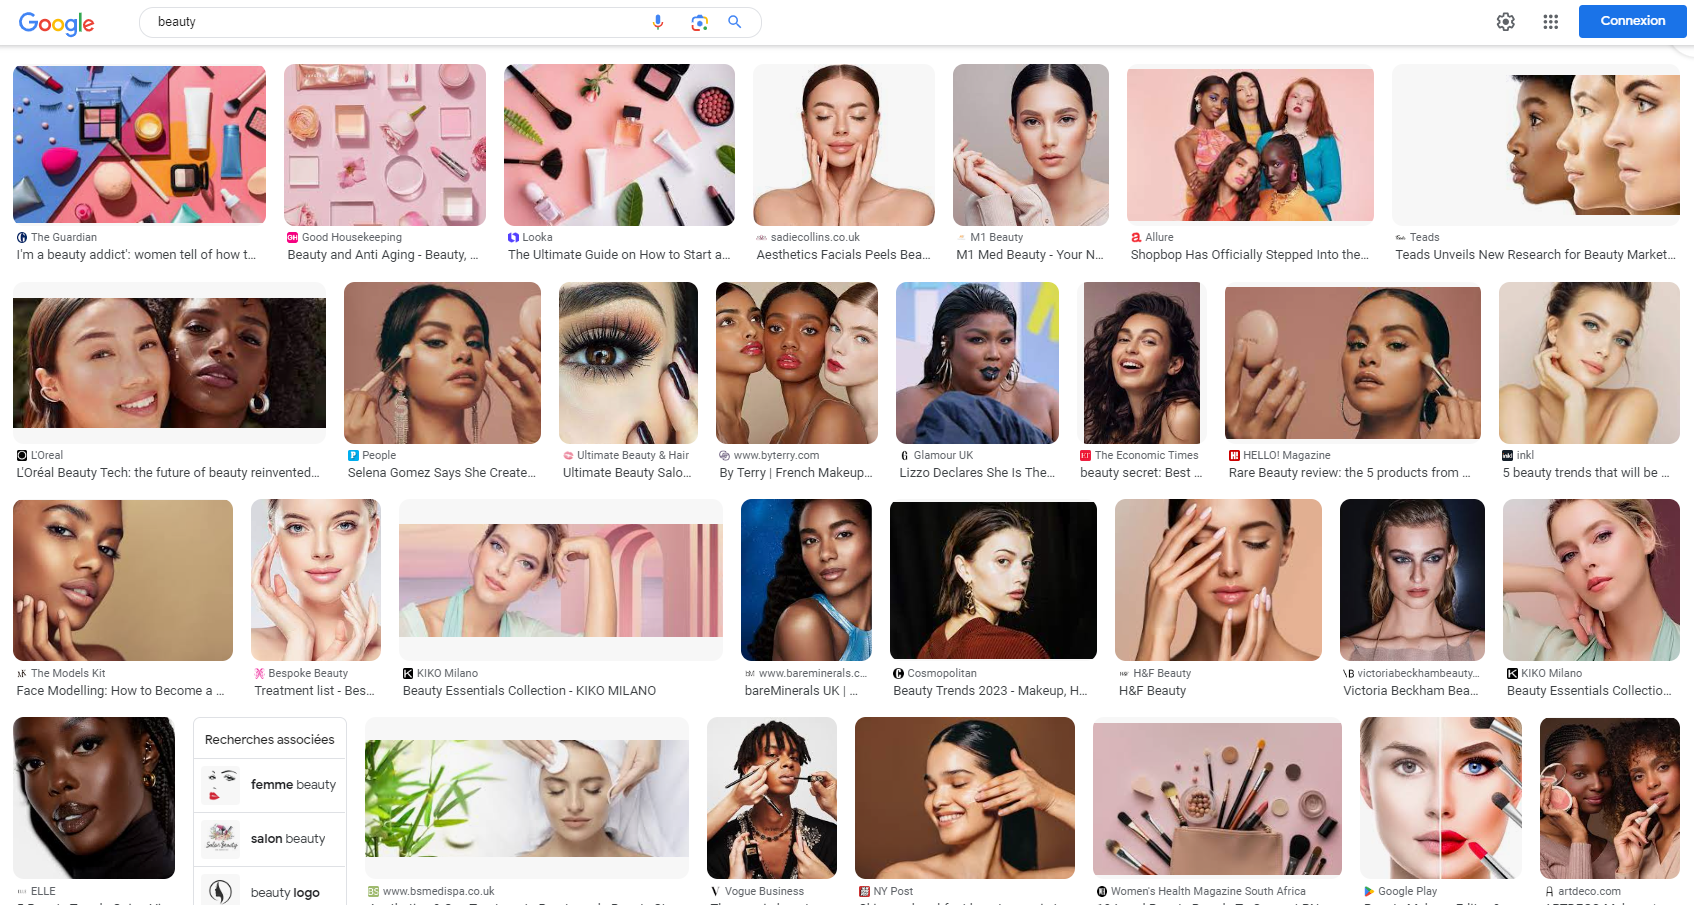 Google
beauty
Connexion
The Guardian
I'm a beauty addict': women tell of how t...
Good Housekeeping
Beauty and Anti Aging - Beauty, ...
Looka
The Ultimate Guide on How to Start a...
sadiecollins.co.uk
Aesthetics Facials Peels Bea...
M1 Beauty
M1 Med Beauty - Your N...
Allure
Shopbop Has Officially Stepped Into the...
Teads
Teads Unveils New Research for Beauty Market...
L'Oreal
L'Oréal Beauty Tech: the future of beauty reinvented...
People
Selena Gomez Says She Create...
Ultimate Beauty & Hair
Ultimate Beauty Salo...
www.byterry.com
By Terry | French Makeup...
Glamour UK
Lizzo Declares She Is The...
The Economic Times
beauty secret: Best ...
HELLO! Magazine
Rare Beauty review: the 5 products from ...
inkl
5 beauty trends that will be ...
The Models Kit
Face Modelling: How to Become a ...
Bespoke Beauty
Treatment list - Bes...
KIKO Milano
Beauty Essentials Collection - KIKO MILANO
www.bareminerals.c...
bareMinerals UK | ...
Cosmopolitan
Beauty Trends 2023 - Makeup, H...
H&F Beauty
H&F Beauty
victoriabeckhambeauty...
Victoria Beckham Bea...
KIKO Milano
Beauty Essentials Collectio...
ELLE
Recherches associées
femme beauty
salon beauty
beauty logo
www.bsmedispa.co.uk
Vogue Business
NY Post
Women's Health Magazine South Africa
Google Play
artdeco.com